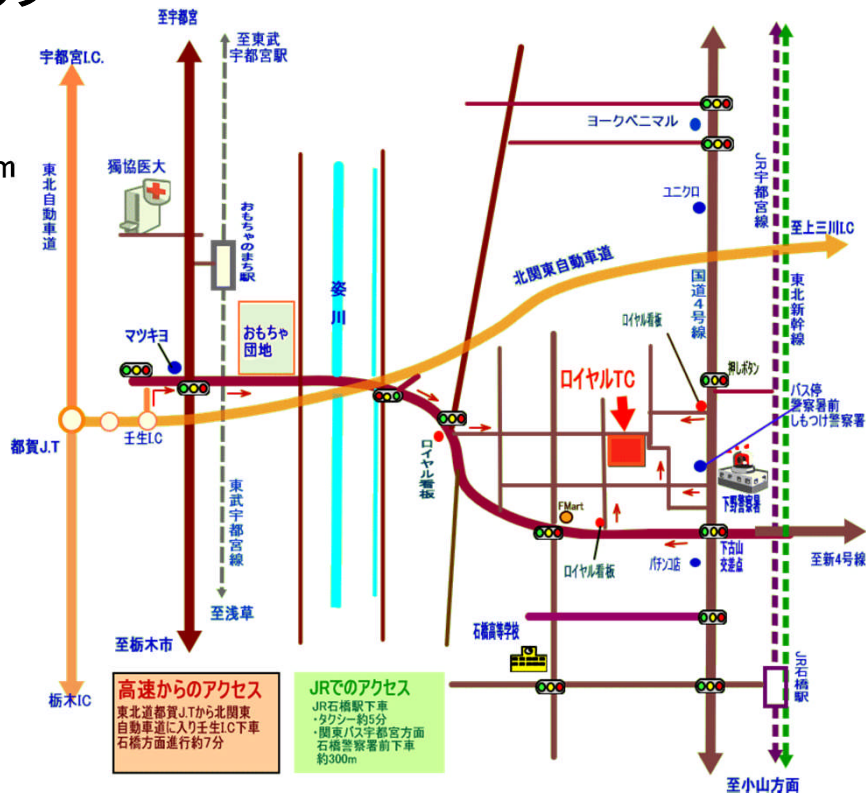 至宇都宮
至東武
宇都宮駅
宇都宮I.C.
m
東北自動車道
獨協医大
おもちゃのまち駅
姿川
ヨークベニマル
ユニクロ
JR宇都宮線
至上三川I.C
北関東自動車道
国道4号線
東北新幹線
マツキヨ
おもちゃ
団地
ロイヤル看板
押しボタン
ロイヤルTC
バス停
警察署前
しもつけ警察署
都賀J.T
壬生I.C
ロイヤル看板
東武宇都宮線
下野警察署
FMart
ロイヤル看板
パチンコ店
下古山
交差点
至新4号線
至浅草
至栃木市
石橋高等学校
JR石橋駅
栃木IC
高速からのアクセス
東北道都賀J.Tから北関東
自動車道に入り壬生I.C下車
石橋方面進行約7分
JRでのアクセス
JR石橋駅下車
・タクシー約5分
・関東バス宇都宮方面
石橋警察署前下車
約300m
至小山方面